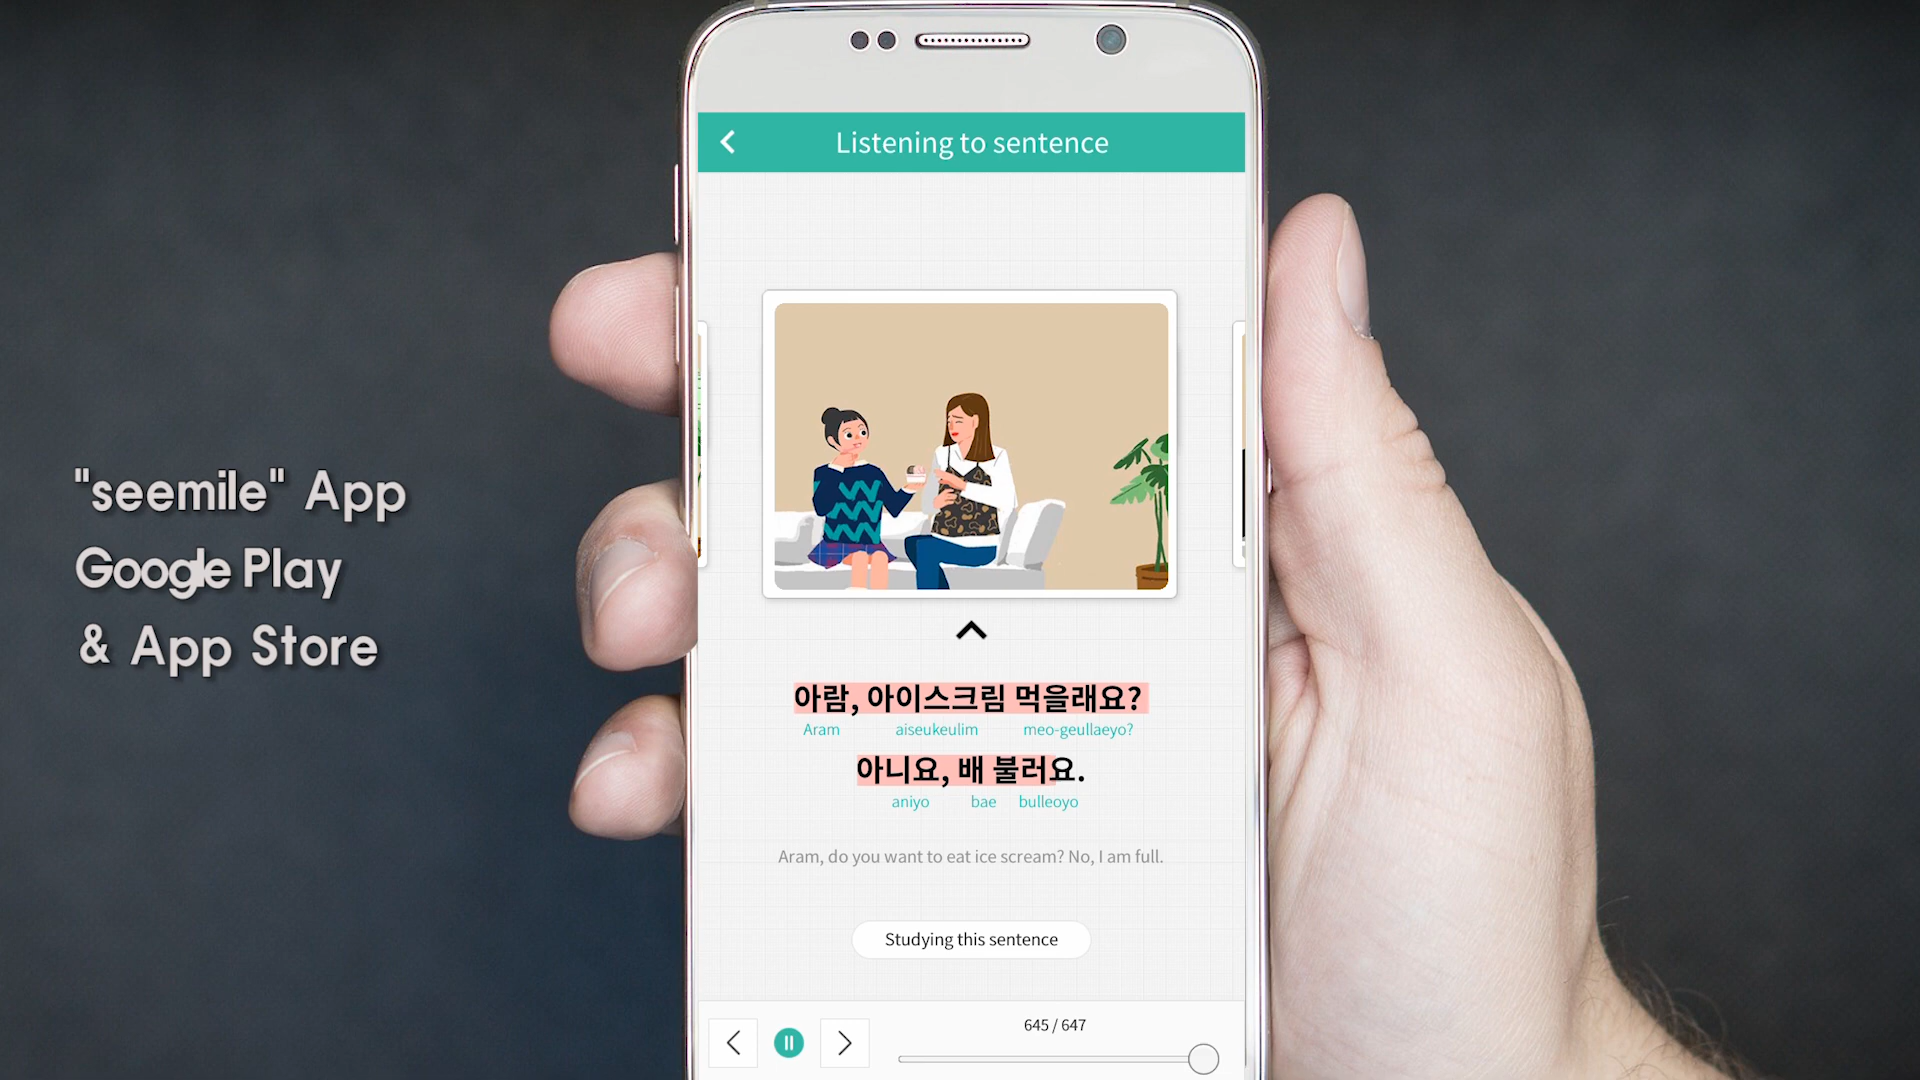 "seemile" App
Google Play
& App Store
Listening to sentence
아람, 아이스크림 먹을래요?
Aram aiseukeulim meo-geullaeyo?
아니요, 배 불러요.
aniyo bae bulleoyo
Aram, do you want to eat ice scream? No, I am full.
Studying this sentence
645 / 647